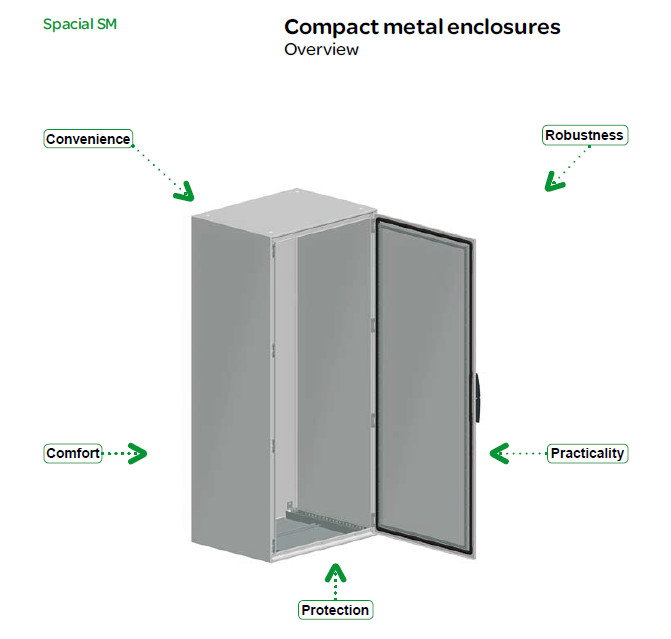 Spacial SM
Compact metal enclosures
Overview
Convenience
Robustness
Comfort
Practicality
Protection